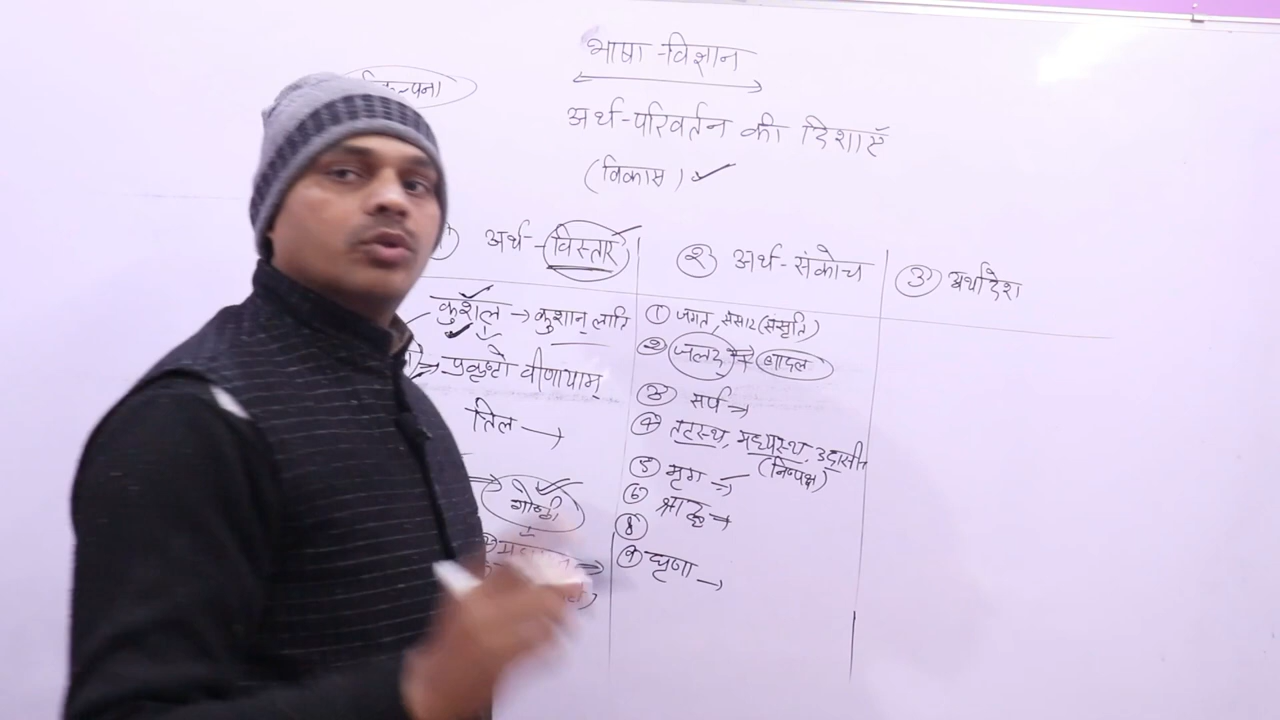 भाषा-विज्ञान
अर्थ-परिवर्तन की दिशाएँ
(विकास) ✓
अर्थ-विस्तार
कुशल → कुशान् लाति
→ प्रकृष्टो वीणायाम्
तिल →
गोष्ठी
② अर्थ-संकोच
① जगत, संसार (संसृति)
② जलद बादल
③ सर्प →
④ तटस्थ, मध्यस्थ, उदासीन
(निष्पक्ष)
⑤ मृग →
⑥ श्राद्ध →
⑧
⑨ घृणा →
③ अर्थादेश